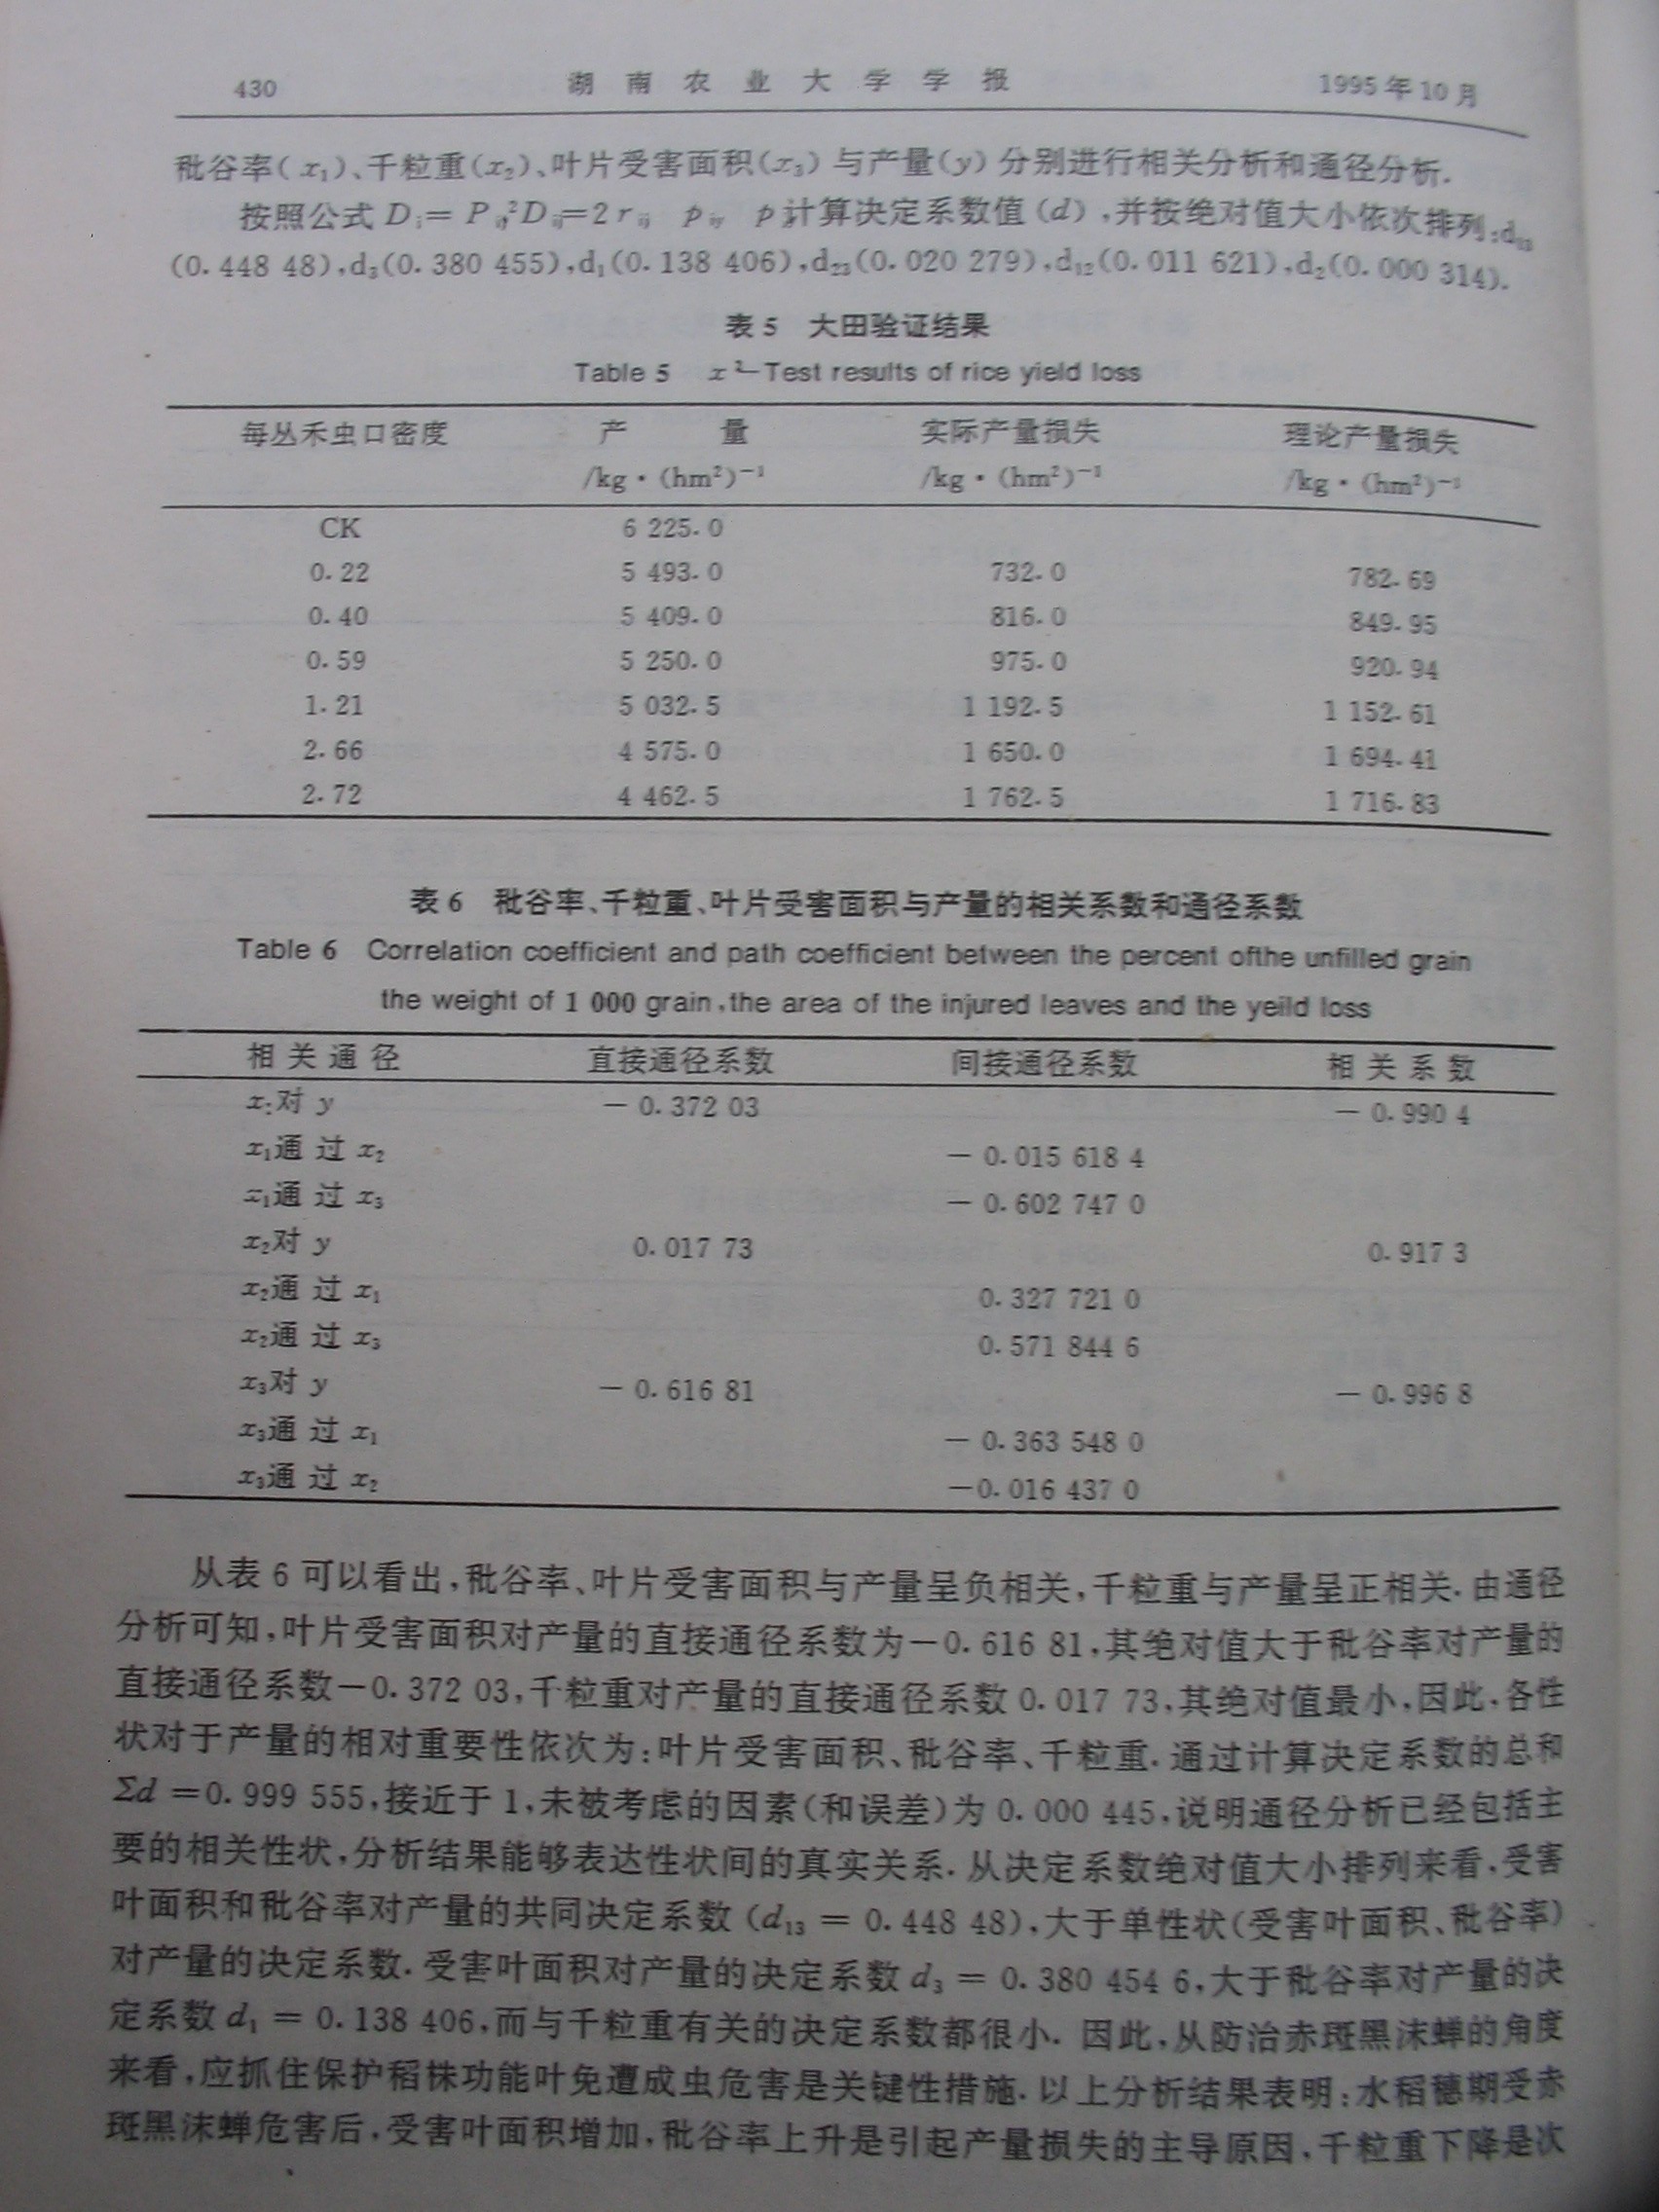 430 湖南农业大学学报 1995年10月
秕谷率(x₁)、千粒重(x₂)、叶片受害面积(x₃)与产量(y)分别进行相关分析和通径分析.
按照公式 Dᵢ= Pᵢy²Dᵢⱼ=2 rᵢⱼ pᵢy p 计算决定系数值(d),并按绝对值大小依次排列:d₁₃
(0.448 48),d₃(0.380 455),d₁(0.138 406),d₂₃(0.020 279),d₁₂(0.011 621),d₂(0.000 314).
表5 大田验证结果
Table 5 x²—Test results of rice yield loss
每丛禾虫口密度 产量 实际产量损失 理论产量损失
/kg·(hm²)⁻¹ /kg·(hm²)⁻¹ /kg·(hm²)⁻¹
CK 6 225.0
0.22 5 493.0 732.0 782.69
0.40 5 409.0 816.0 849.95
0.59 5 250.0 975.0 920.94
1.21 5 032.5 1 192.5 1 152.61
2.66 4 575.0 1 650.0 1 694.41
2.72 4 462.5 1 762.5 1 716.83
表6 秕谷率、千粒重、叶片受害面积与产量的相关系数和通径系数
Table 6 Correlation coefficient and path coefficient between the percent ofthe unfilled grain
the weight of 1 000 grain,the area of the injured leaves and the yeild loss
相关通径 直接通径系数 间接通径系数 相关系数
x₁对 y －0.372 03 －0.990 4
x₁通过 x₂ －0.015 618 4
x₁通过 x₃ －0.602 747 0
x₂对 y 0.017 73 0.917 3
x₂通过 x₁ 0.327 721 0
x₂通过 x₃ 0.571 844 6
x₃对 y －0.616 81 －0.996 8
x₃通过 x₁ －0.363 548 0
x₃通过 x₂ －0.016 437 0
从表6可以看出,秕谷率、叶片受害面积与产量呈负相关,千粒重与产量呈正相关.由通径
分析可知,叶片受害面积对产量的直接通径系数为－0.616 81,其绝对值大于秕谷率对产量的
直接通径系数－0.372 03,千粒重对产量的直接通径系数0.017 73,其绝对值最小,因此,各性
状对于产量的相对重要性依次为:叶片受害面积、秕谷率、千粒重.通过计算决定系数的总和
Σd =0.999 555,接近于1,未被考虑的因素(和误差)为0.000 445,说明通径分析已经包括主
要的相关性状,分析结果能够表达性状间的真实关系.从决定系数绝对值大小排列来看,受害
叶面积和秕谷率对产量的共同决定系数(d₁₃ = 0.448 48),大于单性状(受害叶面积、秕谷率)
对产量的决定系数.受害叶面积对产量的决定系数 d₃ = 0.380 454 6,大于秕谷率对产量的决
定系数 d₁ = 0.138 406,而与千粒重有关的决定系数都很小.因此,从防治赤斑黑沫蝉的角度
来看,应抓住保护稻株功能叶免遭成虫危害是关键性措施.以上分析结果表明:水稻穗期受赤
斑黑沫蝉危害后,受害叶面积增加,秕谷率上升是引起产量损失的主导原因,千粒重下降是次